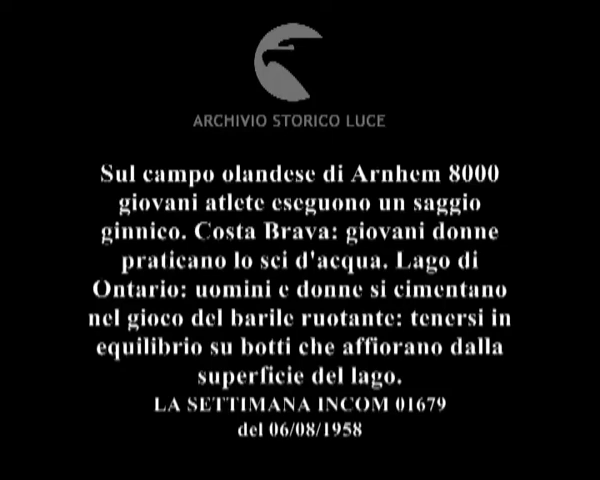 ARCHIVIO STORICO LUCE
Sul campo olandese di Arnhem 8000
giovani atlete eseguono un saggio
ginnico. Costa Brava: giovani donne
praticano lo sci d'acqua. Lago di
Ontario: uomini e donne si cimentano
nel gioco del barile ruotante: tenersi in
equilibrio su botti che affiorano dalla
superficie del lago.
LA SETTIMANA INCOM 01679
del 06/08/1958